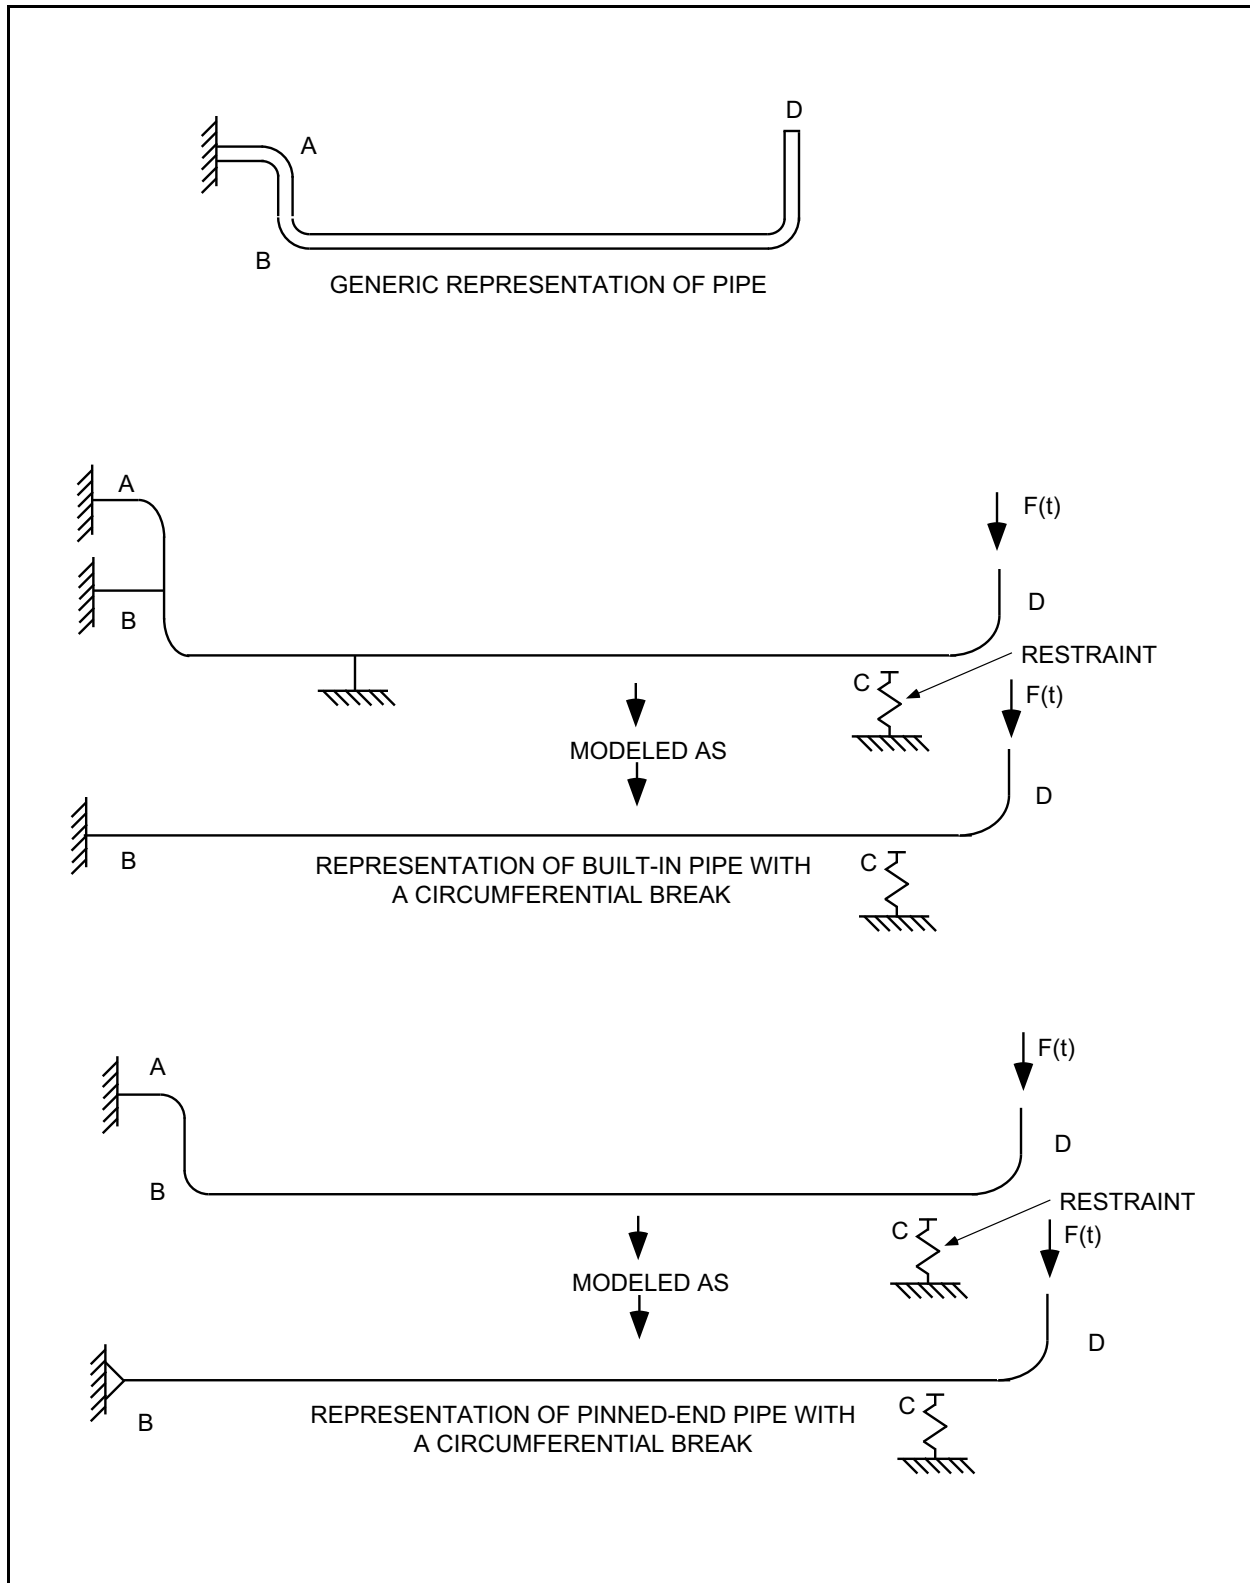 D
A
B
GENERIC REPRESENTATION OF PIPE
A
F(t)
B
D
RESTRAINT
C
F(t)
MODELED AS
D
B
REPRESENTATION OF BUILT-IN PIPE WITH
A CIRCUMFERENTIAL BREAK
C
F(t)
A
D
B
RESTRAINT
C
F(t)
MODELED AS
D
B
REPRESENTATION OF PINNED-END PIPE WITH
A CIRCUMFERENTIAL BREAK
C